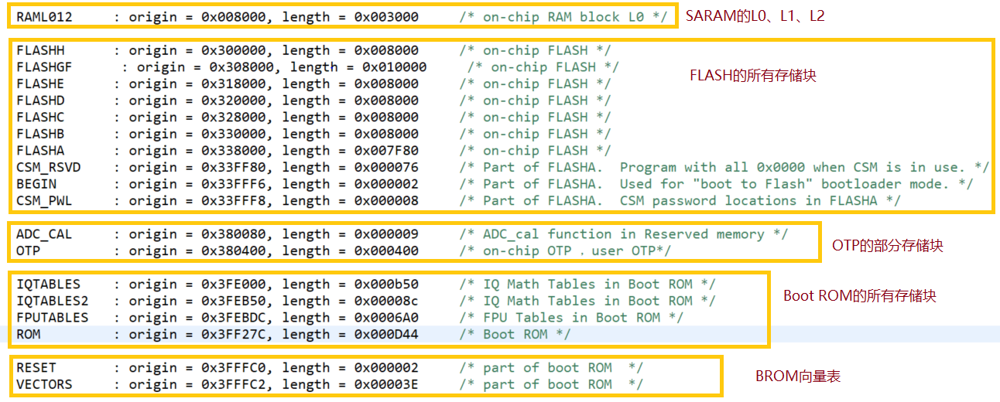 RAML012 : origin = 0x008000, length = 0x003000 /* on-chip RAM block L0 */ SARAM的L0、L1、L2
FLASHH : origin = 0x300000, length = 0x008000 /* on-chip FLASH */
FLASHGF : origin = 0x308000, length = 0x010000 /* on-chip FLASH */
FLASHE : origin = 0x318000, length = 0x008000 /* on-chip FLASH */
FLASHD : origin = 0x320000, length = 0x008000 /* on-chip FLASH */
FLASHC : origin = 0x328000, length = 0x008000 /* on-chip FLASH */
FLASHB : origin = 0x330000, length = 0x008000 /* on-chip FLASH */
FLASHA : origin = 0x338000, length = 0x007F80 /* on-chip FLASH */
CSM_RSVD : origin = 0x33FF80, length = 0x000076 /* Part of FLASHA. Program with all 0x0000 when CSM is in use. */
BEGIN : origin = 0x33FFF6, length = 0x000002 /* Part of FLASHA. Used for "boot to Flash" bootloader mode. */
CSM_PWL : origin = 0x33FFF8, length = 0x000008 /* Part of FLASHA. CSM password locations in FLASHA */
FLASH的所有存储块
ADC_CAL : origin = 0x380080, length = 0x000009 /* ADC_cal function in Reserved memory */
OTP : origin = 0x380400, length = 0x000400 /* on-chip OTP . user OTP*/
OTP的部分存储块
IQTABLES : origin = 0x3FE000, length = 0x000b50 /* IQ Math Tables in Boot ROM */
IQTABLES2 : origin = 0x3FEB50, length = 0x00008c /* IQ Math Tables in Boot ROM */
FPUTABLES : origin = 0x3FEBDC, length = 0x0006A0 /* FPU Tables in Boot ROM */
ROM : origin = 0x3FF27C, length = 0x000D44 /* Boot ROM */
Boot ROM的所有存储块
RESET : origin = 0x3FFFC0, length = 0x000002 /* part of boot ROM */
VECTORS : origin = 0x3FFFC2, length = 0x00003E /* part of boot ROM */
BROM向量表